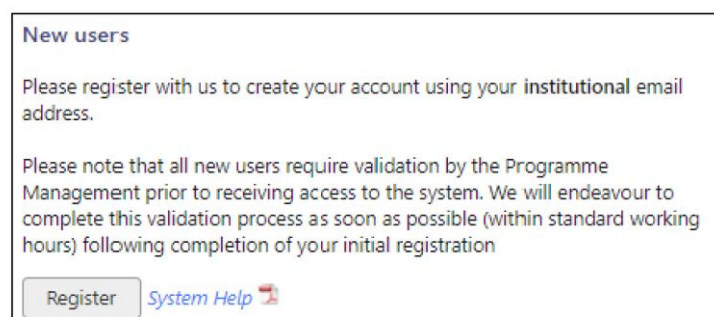 New users
Please register with us to create your account using your institutional email
address.
Please note that all new users require validation by the Programme
Management prior to receiving access to the system. We will endeavour to
complete this validation process as soon as possible (within standard working
hours) following completion of your initial registration
Register System Help